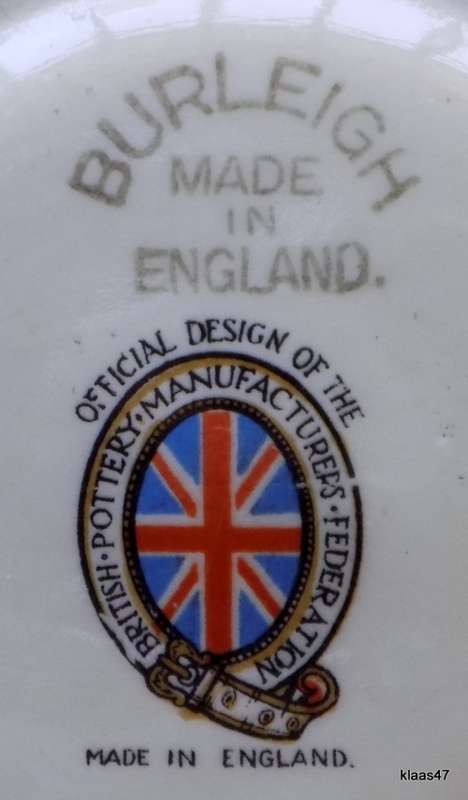 BURLEIGH
MADE
IN
ENGLAND.
OFFICIAL DESIGN OF THE
BRITISH · POTTERY · MANUFACTURERS · FEDERATION
MADE IN ENGLAND.
klaas47